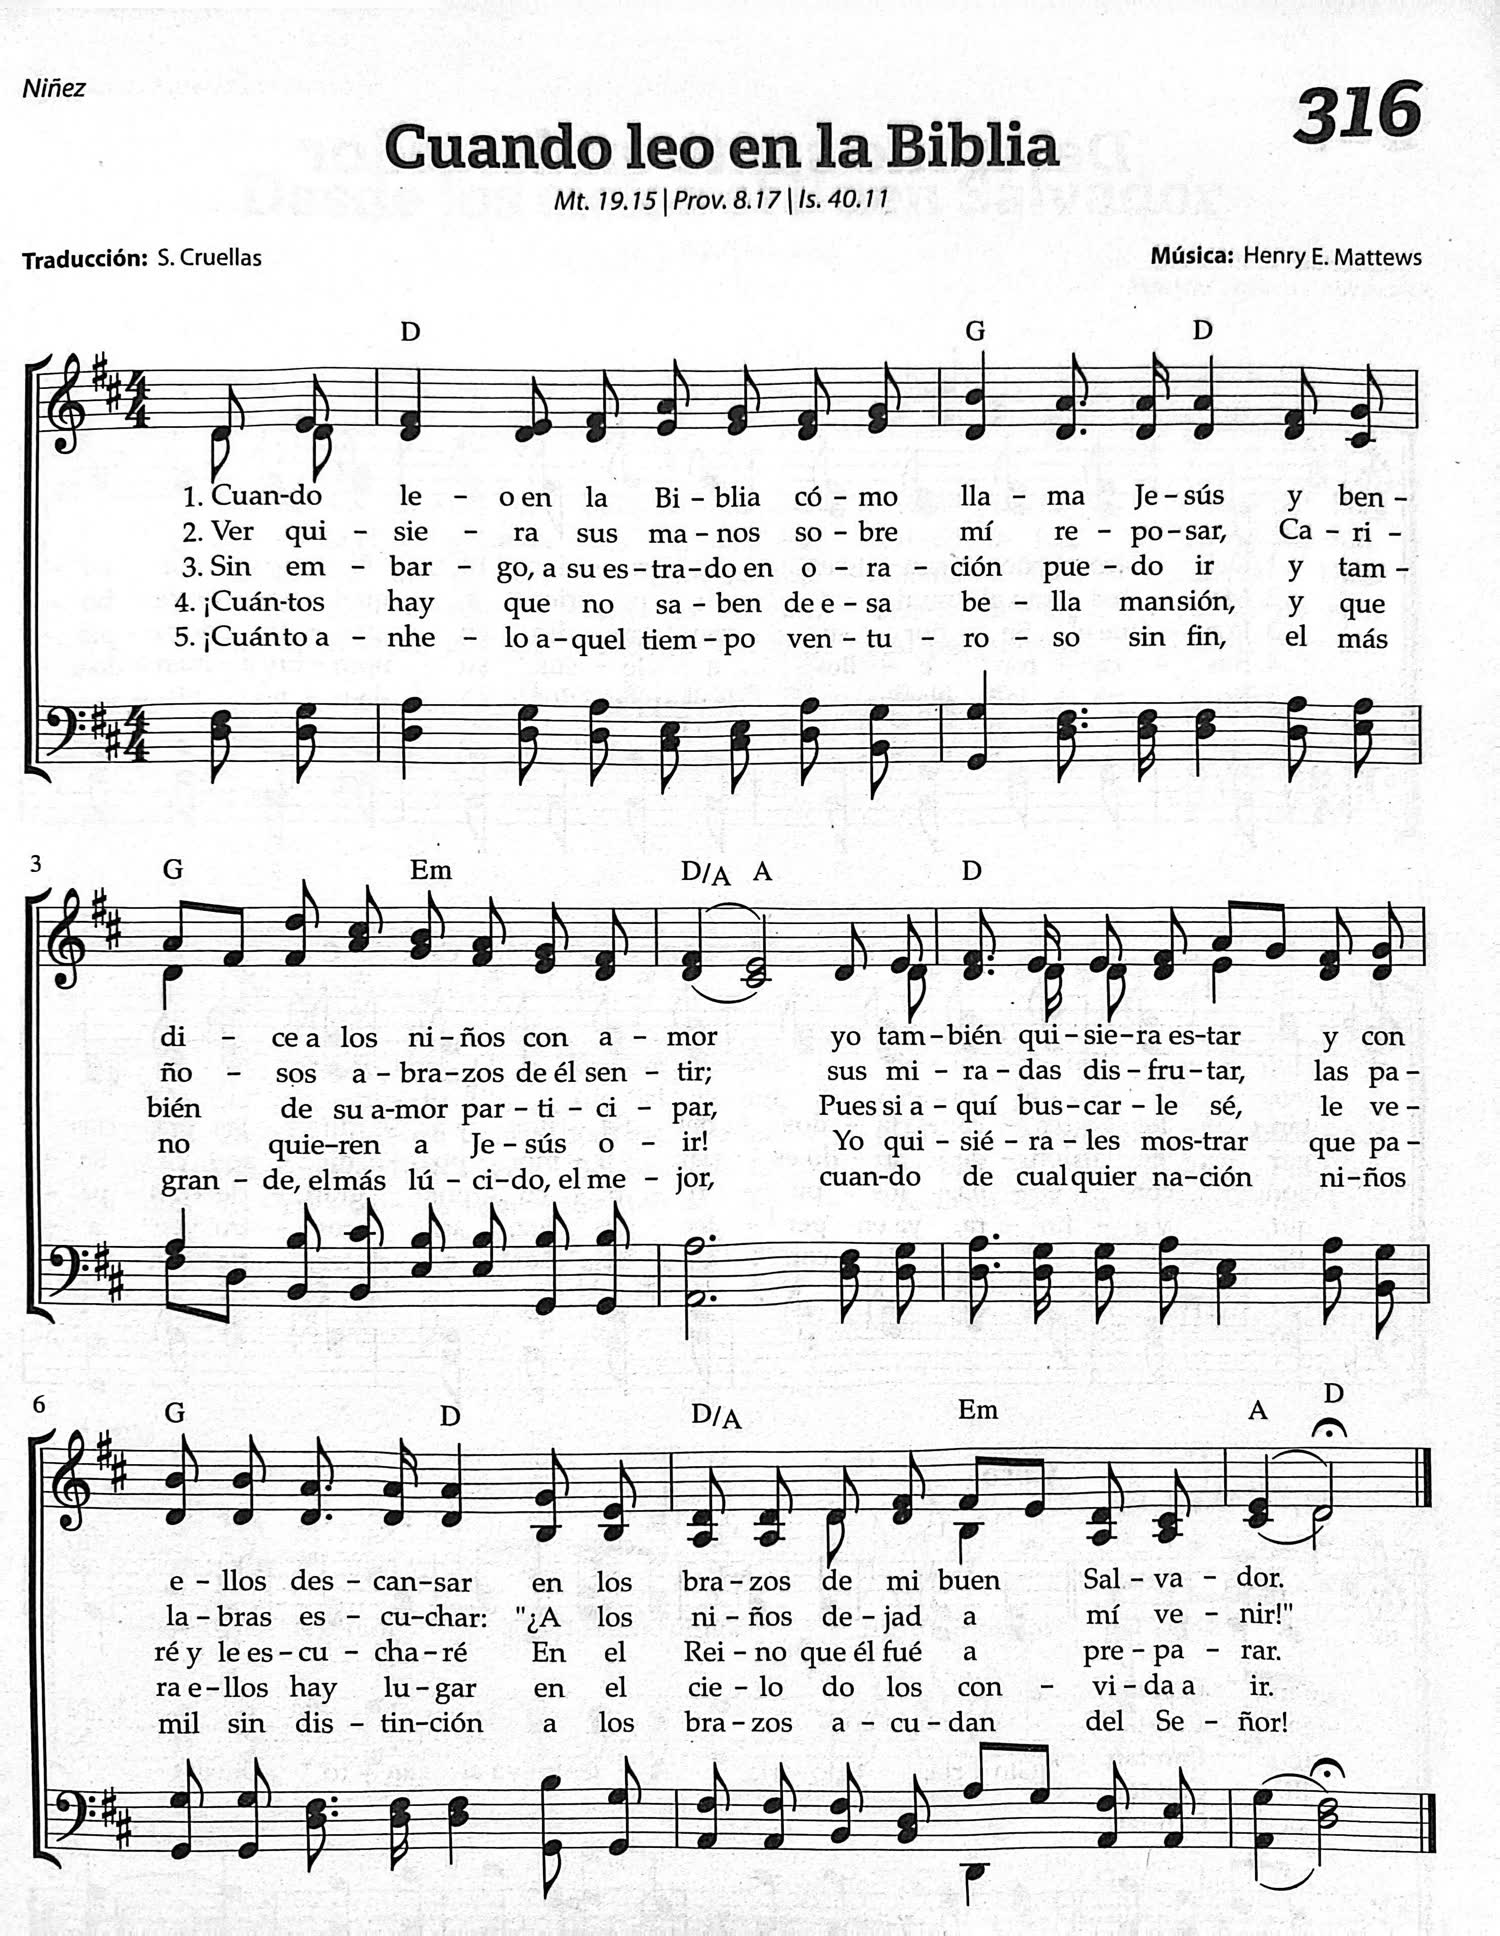 Niñez
316
Cuando leo en la Biblia
Mt. 19.15 | Prov. 8.17 | Is. 40.11
Traducción: S. Cruellas
Música: Henry E. Mattews
D G D
4 4
1. Cuan-do le - o en la Bi - blia có - mo lla - ma Je - sús y ben -
2. Ver qui - sie - ra sus ma - nos so - bre mí re - po - sar, Ca - ri -
3. Sin em - bar - go, a su es - tra - do en o - ra - ción pue - do ir y tam -
4. ¡Cuán-tos hay que no sa - ben de e - sa be - lla mansión, y que
5. ¡Cuánto a - nhe - lo a - quel tiem - po ven - tu - ro - so sin fin, el más
4 4
3
G Em D/A A D
di - ce a los ni - ños con a - mor yo tam - bién qui - sie - ra es - tar y con
ño - sos a - bra - zos de él sen - tir; sus mi - ra - das dis - fru - tar, las pa -
bién de su a-mor par - ti - ci - par, Pues si a - quí bus - car - le sé, le ve -
no quie-ren a Je - sús o - ir! Yo qui - sié - ra - les mos-trar que pa -
gran - de, el más lú - ci - do, el me - jor, cuan-do de cual quier na - ción ni - ños
6
G D D/A Em A D
e - llos des - can - sar en los bra - zos de mi buen Sal - va - dor.
la - bras es - cu - char: "¿A los ni - ños de - jad a mí ve - nir!"
ré y le es - cu - cha - ré En el Rei - no que él fué a pre - pa - rar.
ra e - llos hay lu - gar en el cie - lo do los con - vi - da a ir.
mil sin dis - tin - ción a los bra - zos a - cu - dan del Se - ñor!